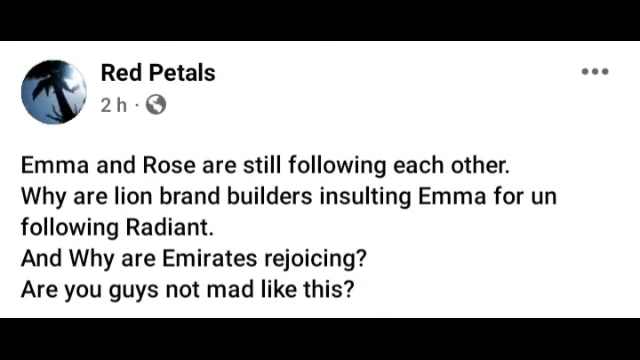 Red Petals
2 h ·
Emma and Rose are still following each other.
Why are lion brand builders insulting Emma for un
following Radiant.
And Why are Emirates rejoicing?
Are you guys not mad like this?